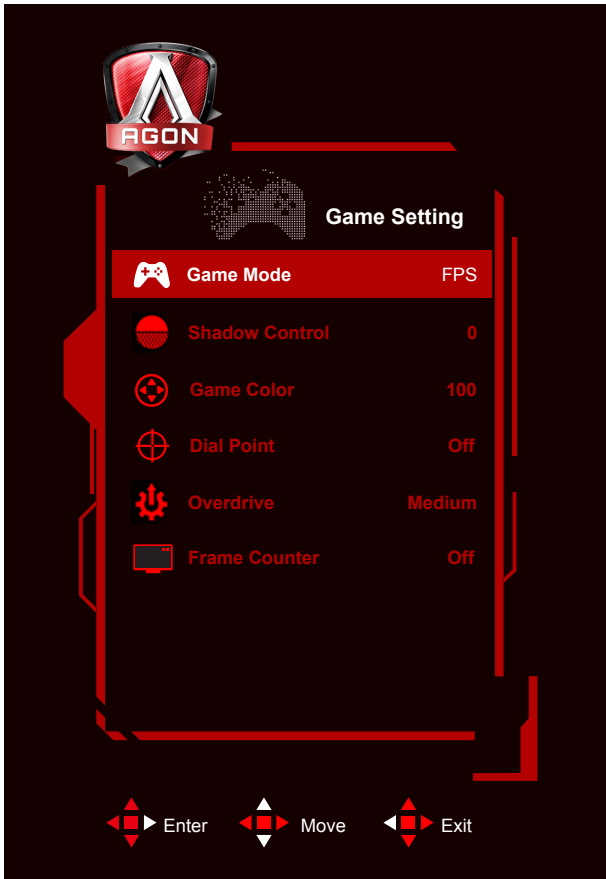 AGON
Game Setting
Game Mode FPS
Shadow Control 0
Game Color 100
Dial Point Off
Overdrive Medium
Frame Counter Off
Enter Move Exit